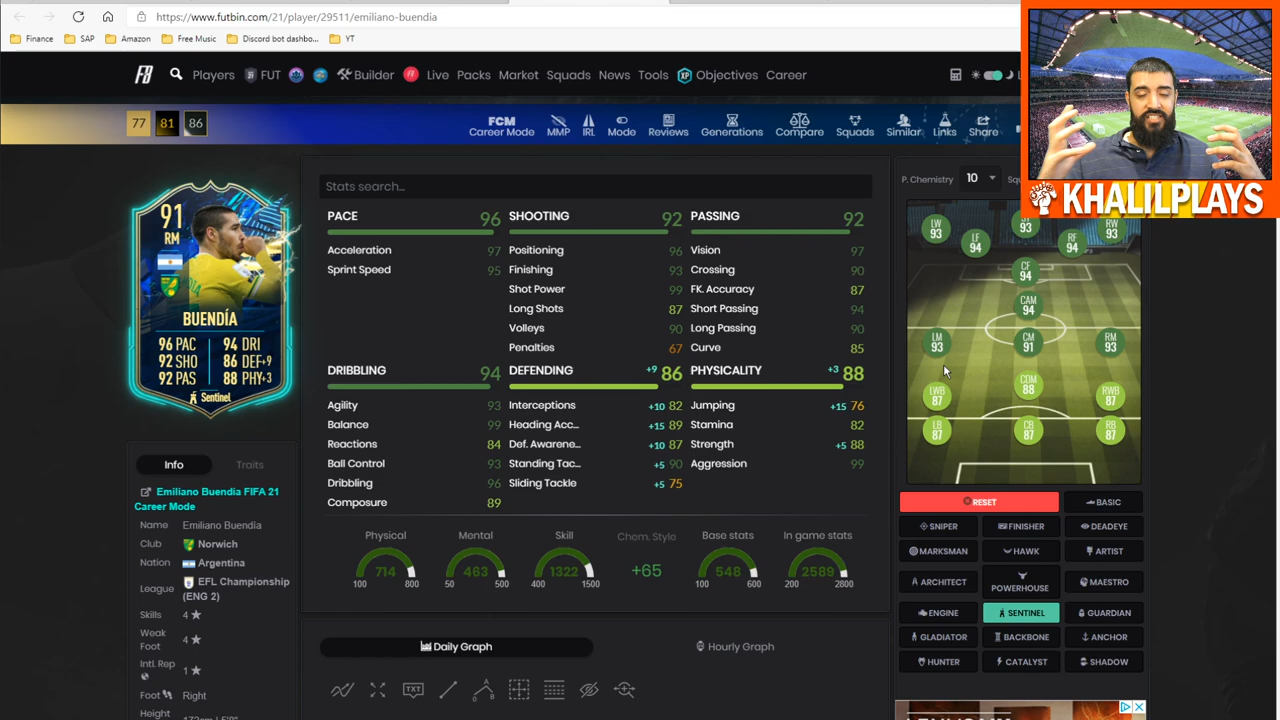 https://www.futbin.com/21/player/29511/emiliano-buendia
Finance SAP Amazon Free Music Discord bot dashbo... YT
Players FUT Builder Live Packs Market Squads News Tools Objectives Career
77 81 86
FCM
Career Mode MMP IRL Mode Reviews Generations Compare Squads Similar Links Share
KHALILPLAYS
91
RM
BUENDÍA
96 PAC 94 DRI
92 SHO 86 DEF+9
92 PAS 88 PHY+3
Sentinel
Stats search...
PACE 96
Acceleration 97
Sprint Speed 95
SHOOTING 92
Positioning 96
Finishing 93
Shot Power 99
Long Shots 87
Volleys 90
Penalties 67
PASSING 92
Vision 97
Crossing 90
FK. Accuracy 87
Short Passing 94
Long Passing 90
Curve 85
DRIBBLING 94
Agility 93
Balance 99
Reactions 84
Ball Control 93
Dribbling 96
Composure 89
DEFENDING +9 86
Interceptions +10 82
Heading Acc... +15 89
Def. Awarene... +10 87
Standing Tac... +5 90
Sliding Tackle +5 75
PHYSICALITY +3 88
Jumping +15 76
Stamina 82
Strength +5 88
Aggression 99
Physical
714
100 800
Mental
463
50 500
Skill
1322
400 1500
Chem. Style
+65
Base stats
548
100 600
In game stats
2589
1000 2800
Daily Graph Hourly Graph
TXT
Info Traits
Emiliano Buendia FIFA 21
Career Mode
Name Emiliano Buendía
Club Norwich
Nation Argentina
League EFL Championship
(ENG 2)
Skills 4
Weak
Foot 4
Intl. Rep 1
Foot Right
Height
P. Chemistry 10
LW
93
93
RW
93
LF
94
RF
94
CF
94
CAM
94
LM
93
CM
91
RM
93
LWB
87
CDM
88
RWB
87
LB
87
CB
87
RB
87
RESET BASIC
SNIPER FINISHER DEADEYE
MARKSMAN HAWK ARTIST
ARCHITECT POWERHOUSE MAESTRO
ENGINE SENTINEL GUARDIAN
GLADIATOR BACKBONE ANCHOR
HUNTER CATALYST SHADOW